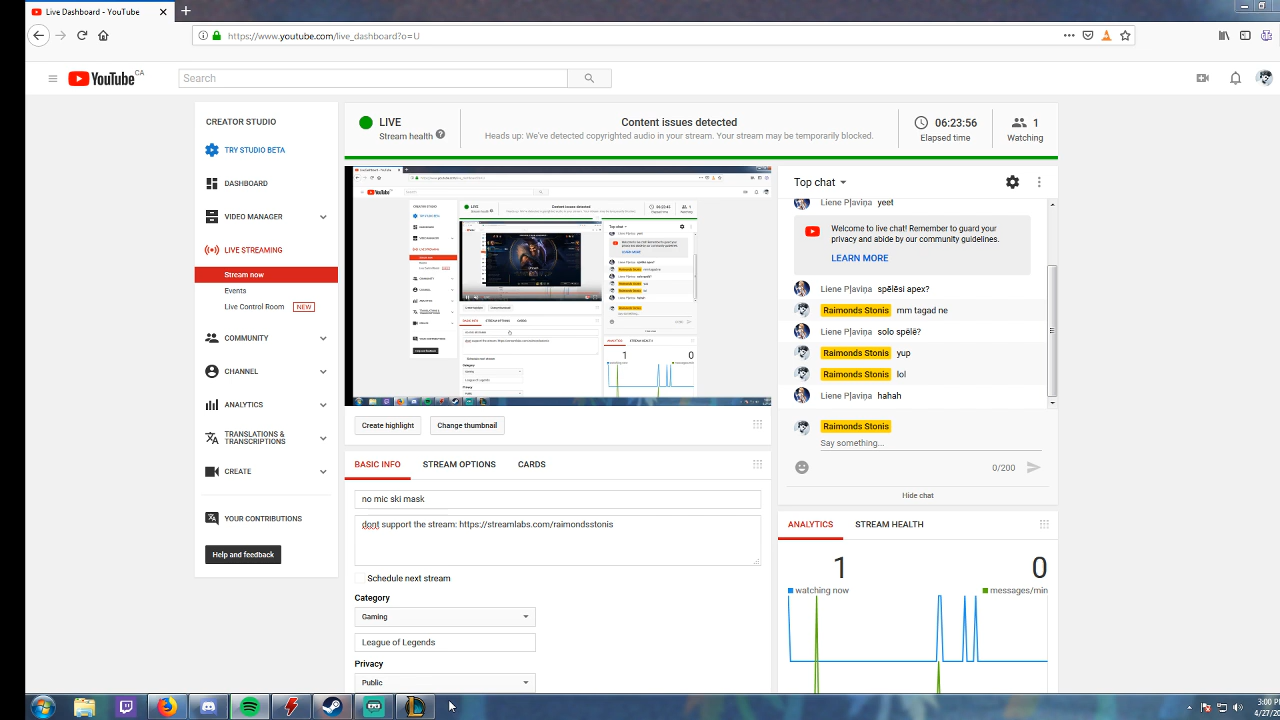 Live Dashboard - YouTube
https://www.youtube.com/live_dashboard?o=U
YouTube CA
Search
CREATOR STUDIO
TRY STUDIO BETA
DASHBOARD
VIDEO MANAGER
LIVE STREAMING
Stream now
Events
Live Control Room NEW
COMMUNITY
CHANNEL
ANALYTICS
TRANSLATIONS &
TRANSCRIPTIONS
CREATE
YOUR CONTRIBUTIONS
Help and feedback
LIVE
Stream health
Content issues detected
Heads up: We've detected copyrighted audio in your stream. Your stream may be temporarily blocked.
06:23:56
Elapsed time
1
Watching
Create highlight
Change thumbnail
BASIC INFO
STREAM OPTIONS
CARDS
no mic ski mask
dont support the stream: https://streamlabs.com/raimondsstonis
Schedule next stream
Category
Gaming
League of Legends
Privacy
Public
Top chat
Liene Pļaviņa yeet
Welcome to live chat! Remember to guard your
privacy and abide by our community guidelines.
LEARN MORE
Liene Pļaviņa spēlēsi apex?
Raimonds Stonis
Liene Pļaviņa solo spēlē?
Raimonds Stonis yup
Raimonds Stonis lol
Liene Pļaviņa hahah
Raimonds Stonis
Say something...
0/200
Hide chat
ANALYTICS
STREAM HEALTH
1
watching now
0
messages/min
3:00 PM